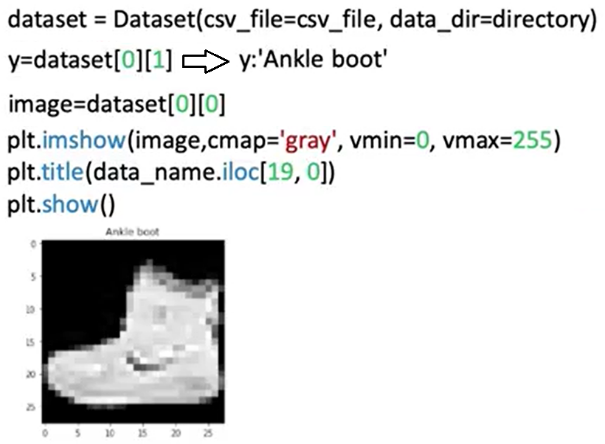 dataset = Dataset(csv_file=csv_file, data_dir=directory)
y=dataset[0][1] ⇨ y:'Ankle boot'
image=dataset[0][0]
plt.imshow(image,cmap='gray', vmin=0, vmax=255)
plt.title(data_name.iloc[19, 0])
plt.show()
Ankle boot
0
5
10
15
20
25
0 5 10 15 20 25